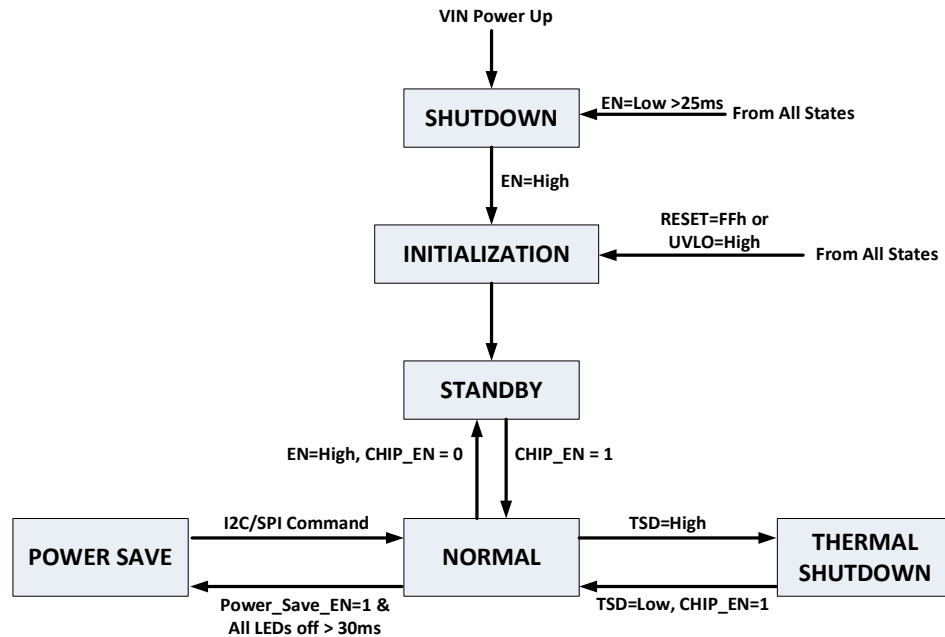 VIN Power Up
SHUTDOWN
EN=Low >25ms
From All States
EN=High
RESET=FFh or
UVLO=High
INITIALIZATION
From All States
STANDBY
EN=High, CHIP_EN = 0
CHIP_EN = 1
I2C/SPI Command
TSD=High
POWER SAVE
NORMAL
THERMAL
SHUTDOWN
Power_Save_EN=1 &
All LEDs off > 30ms
TSD=Low, CHIP_EN=1